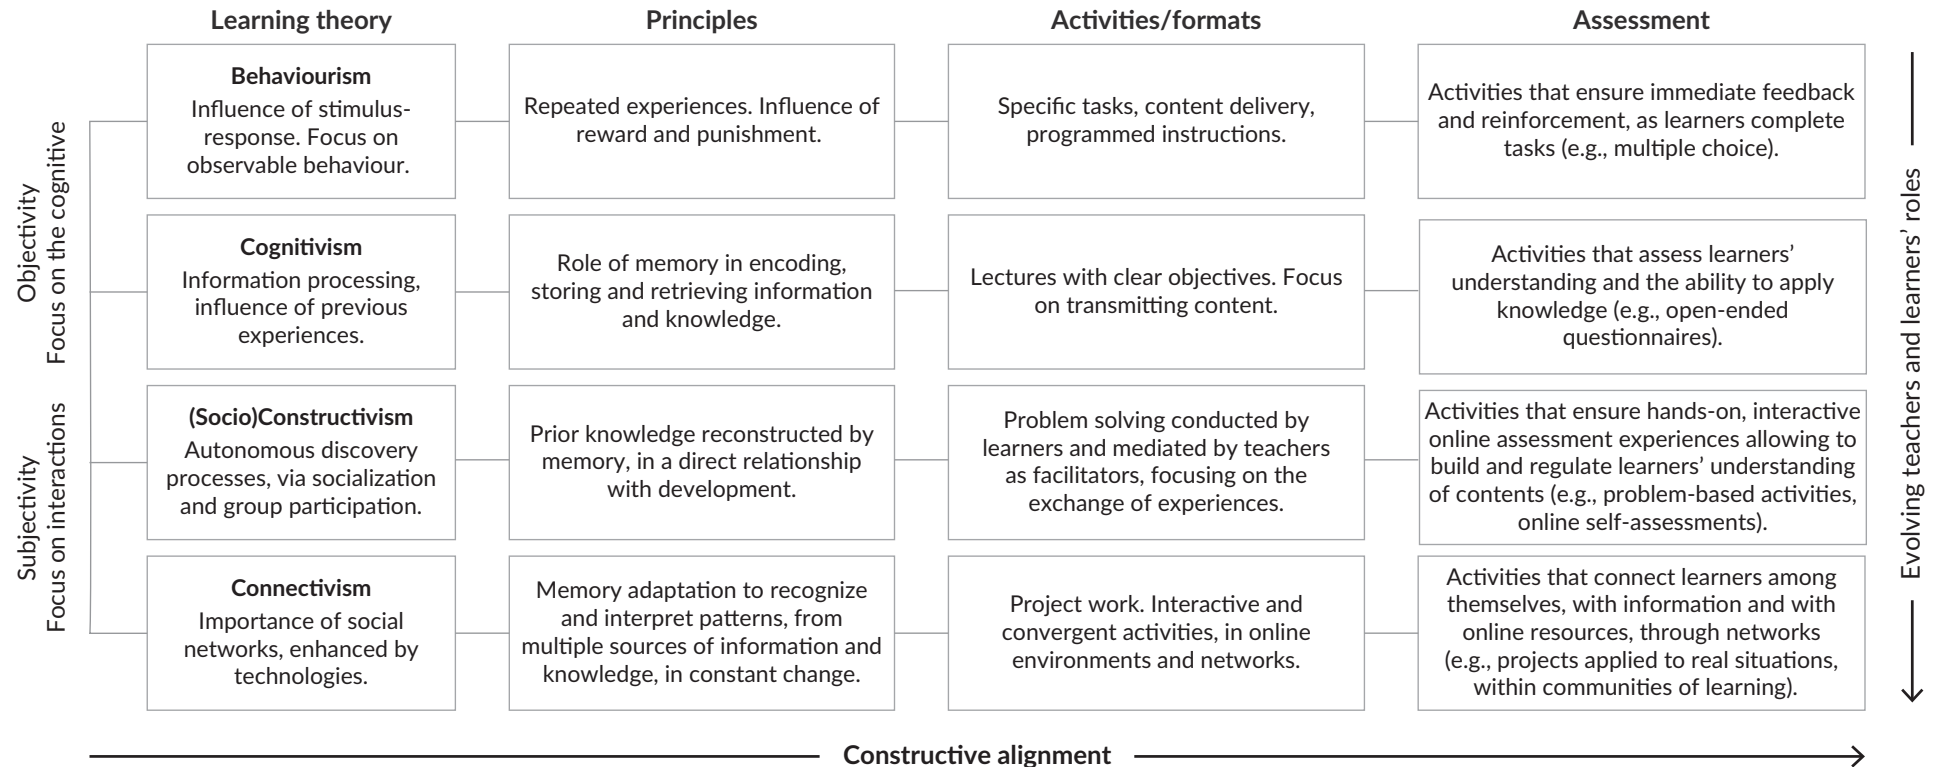 Learning theory
Principles
Activities/formats
Assessment
Objectivity
Focus on the cognitive
Behaviourism
Influence of stimulus-
response. Focus on
observable behaviour.
Repeated experiences. Influence of
reward and punishment.
Specific tasks, content delivery,
programmed instructions.
Activities that ensure immediate feedback
and reinforcement, as learners complete
tasks (e.g., multiple choice).
Cognitivism
Information processing,
influence of previous
experiences.
Role of memory in encoding,
storing and retrieving information
and knowledge.
Lectures with clear objectives. Focus
on transmitting content.
Activities that assess learners’
understanding and the ability to apply
knowledge (e.g., open-ended
questionnaires).
Subjectivity
Focus on interactions
(Socio)Constructivism
Autonomous discovery
processes, via socialization
and group participation.
Prior knowledge reconstructed by
memory, in a direct relationship
with development.
Problem solving conducted by
learners and mediated by teachers
as facilitators, focusing on the
exchange of experiences.
Activities that ensure hands-on, interactive
online assessment experiences allowing to
build and regulate learners’ understanding
of contents (e.g., problem-based activities,
online self-assessments).
Connectivism
Importance of social
networks, enhanced by
technologies.
Memory adaptation to recognize
and interpret patterns, from
multiple sources of information and
knowledge, in constant change.
Project work. Interactive and
convergent activities, in online
environments and networks.
Activities that connect learners among
themselves, with information and with
online resources, through networks
(e.g., projects applied to real situations,
within communities of learning).
Evolving teachers and learners’ roles
Constructive alignment